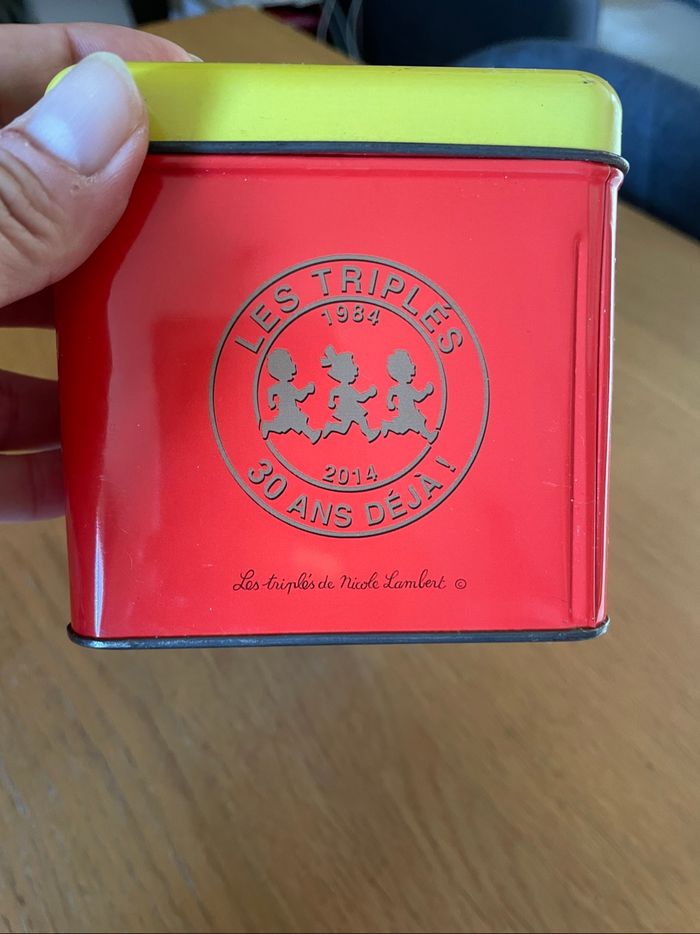 LES TRIPLÉS
1984
2014
30 ANS DÉJÀ !
Les triplés de Nicole Lambert ©